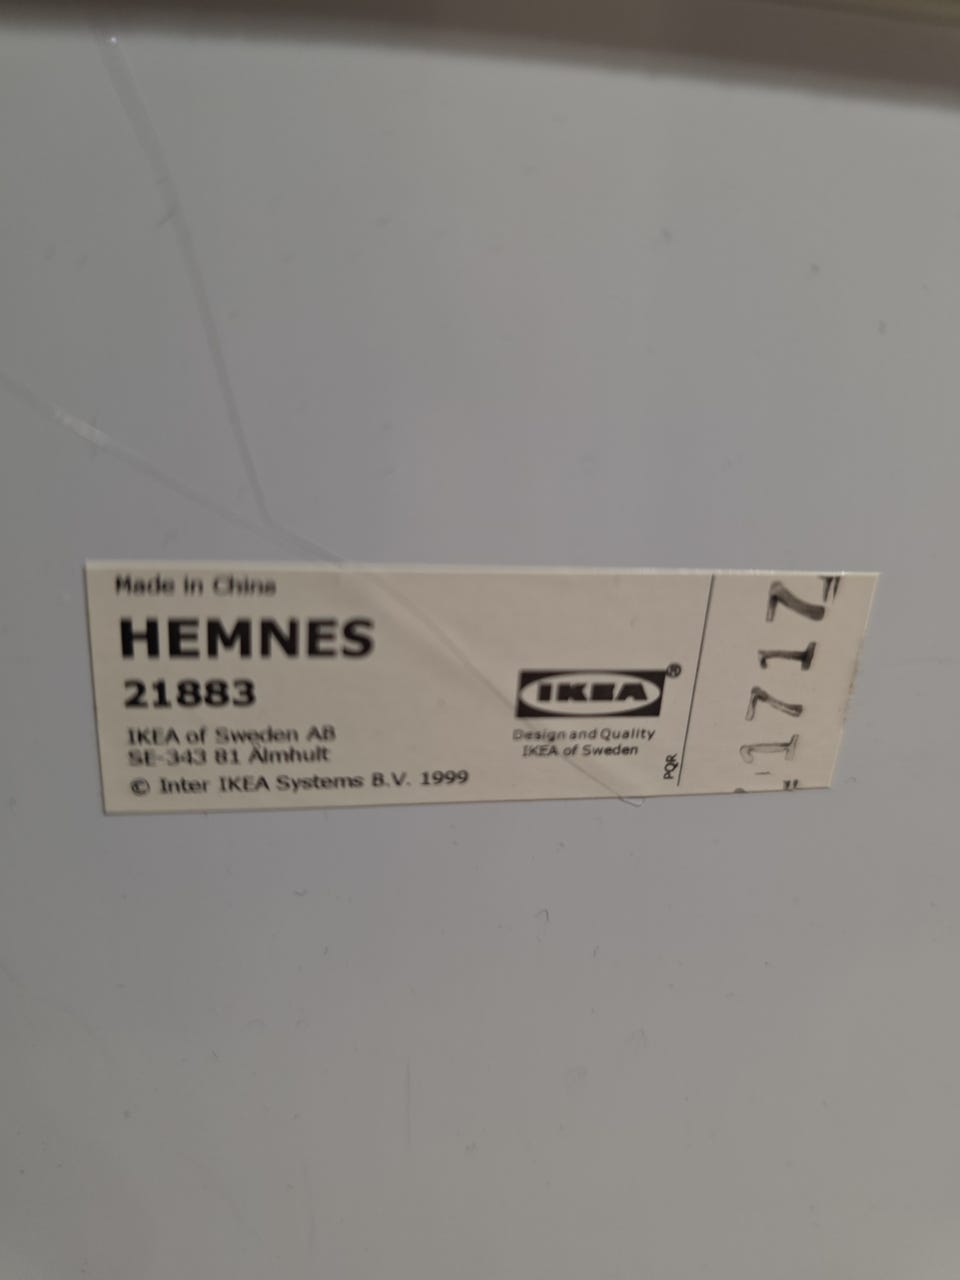 Made in China
HEMNES
21883
IKEA of Sweden AB
SE-343 81 Älmhult
© Inter IKEA Systems B.V. 1999
IKEA®
Design and Quality
IKEA of Sweden
PQR
1717